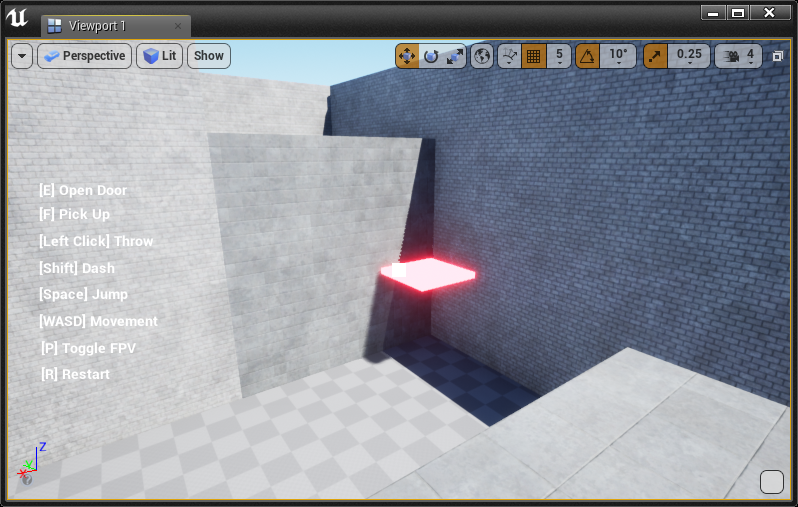 Viewport 1
Perspective
Lit
Show
5
10°
0.25
4
[E] Open Door
[F] Pick Up
[Left Click] Throw
[Shift] Dash
[Space] Jump
[WASD] Movement
[P] Toggle FPV
[R] Restart
Z
Y
X